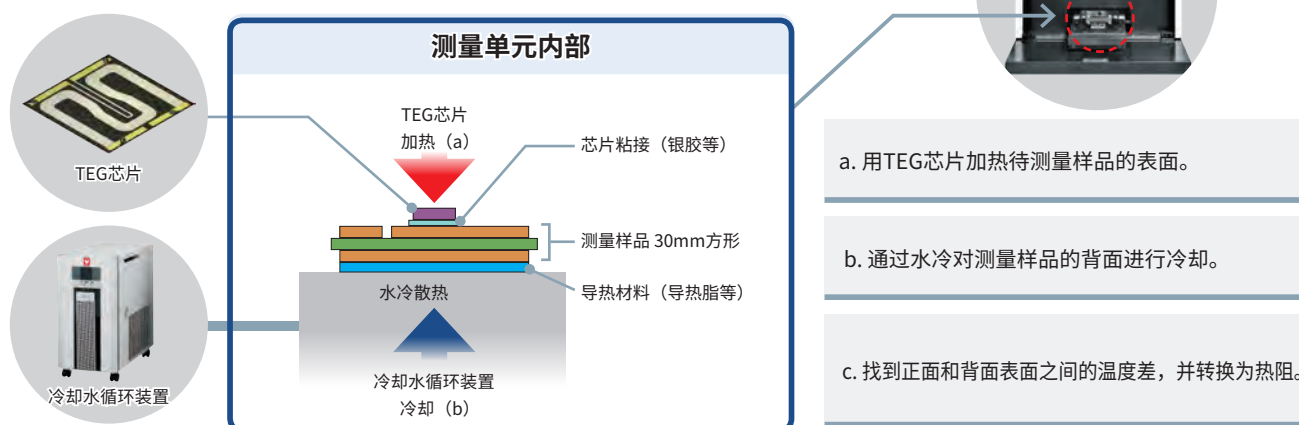 测量单元内部
TEG芯片
加热（a）
芯片粘接（银胶等）
TEG芯片
测量样品 30mm方形
水冷散热
导热材料（导热脂等）
冷却水循环装置
冷却水循环装置
冷却（b）
a. 用TEG芯片加热待测量样品的表面。
b. 通过水冷对测量样品的背面进行冷却。
c. 找到正面和背面表面之间的温度差，并转换为热阻。